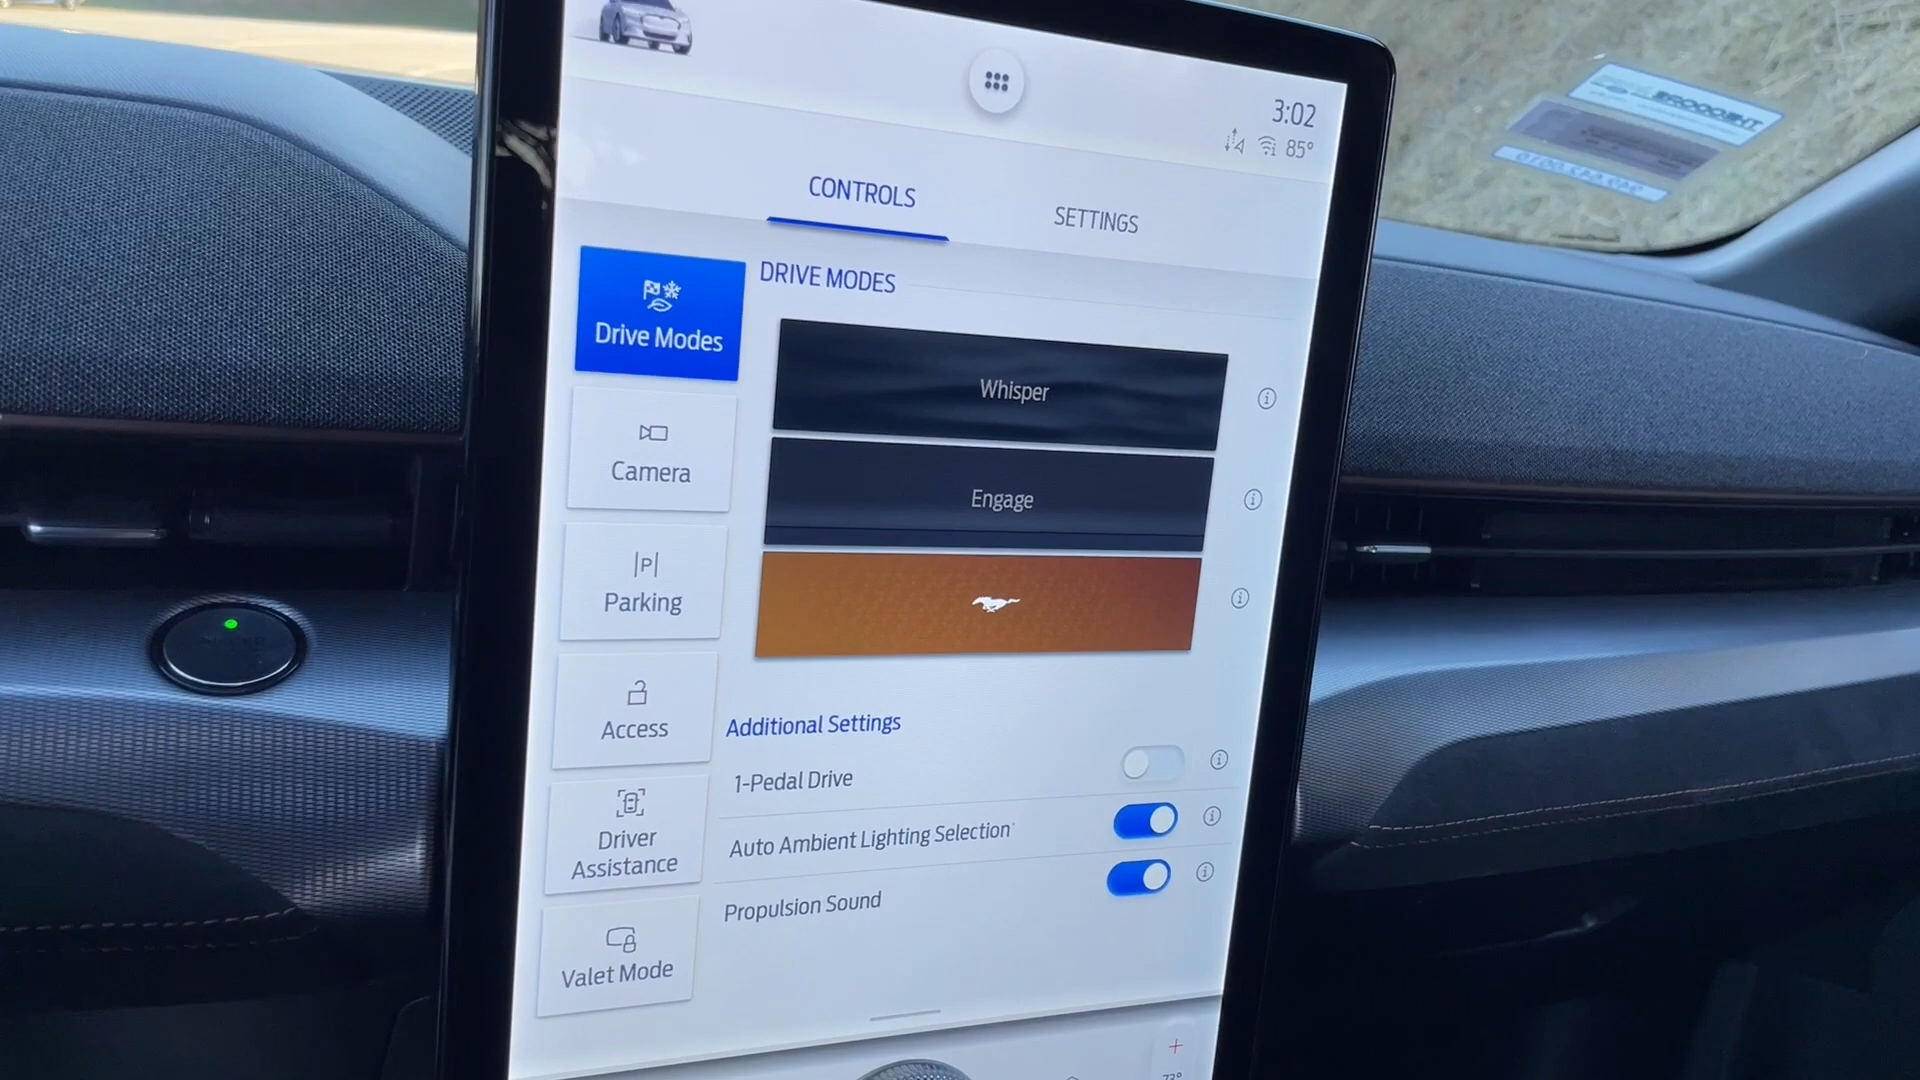 3:02
85°
CONTROLS
SETTINGS
Drive Modes
DRIVE MODES
Whisper
Engage
Camera
|P|
Parking
Access
Driver
Assistance
Valet Mode
Additional Settings
1-Pedal Drive
Auto Ambient Lighting Selection
Propulsion Sound